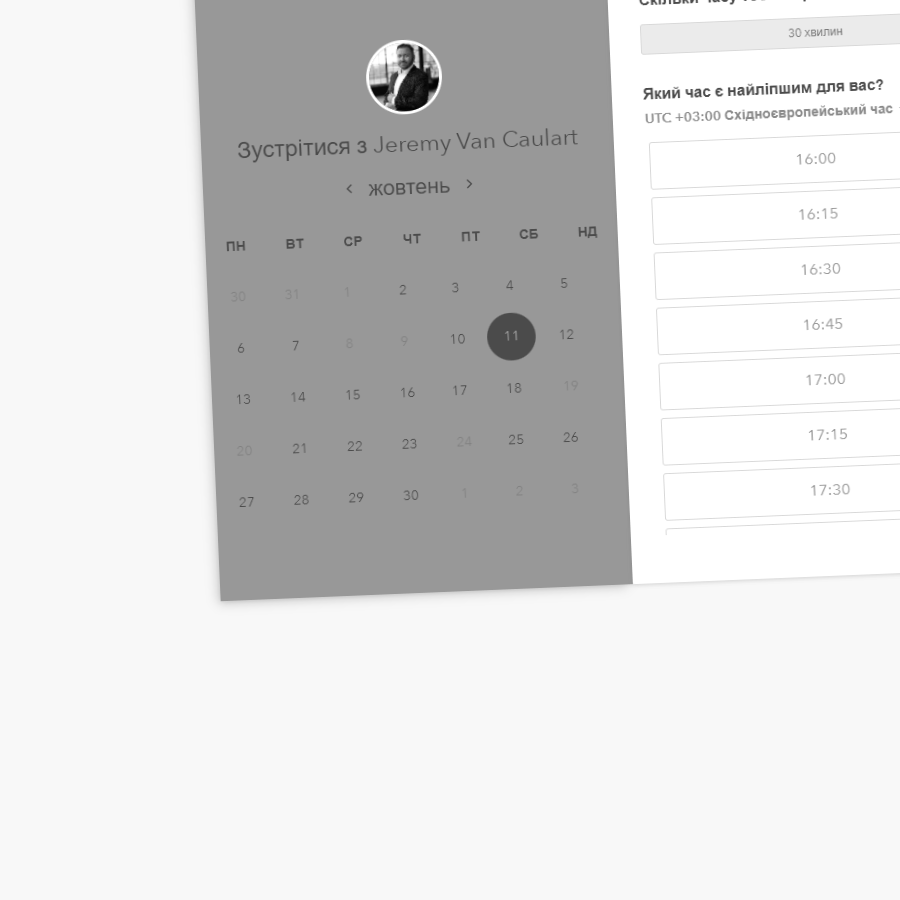 Зустрітися з Jeremy Van Caulart
‹ жовтень ›
ПН ВТ СР ЧТ ПТ СБ НД
30 31 1 2 3 4 5
6 7 8 9 10 11 12
13 14 15 16 17 18 19
20 21 22 23 24 25 26
27 28 29 30 1 2 3
30 хвилин
Який час є найліпшим для вас?
UTC +03:00 Східноєвропейський час
16:00
16:15
16:30
16:45
17:00
17:15
17:30